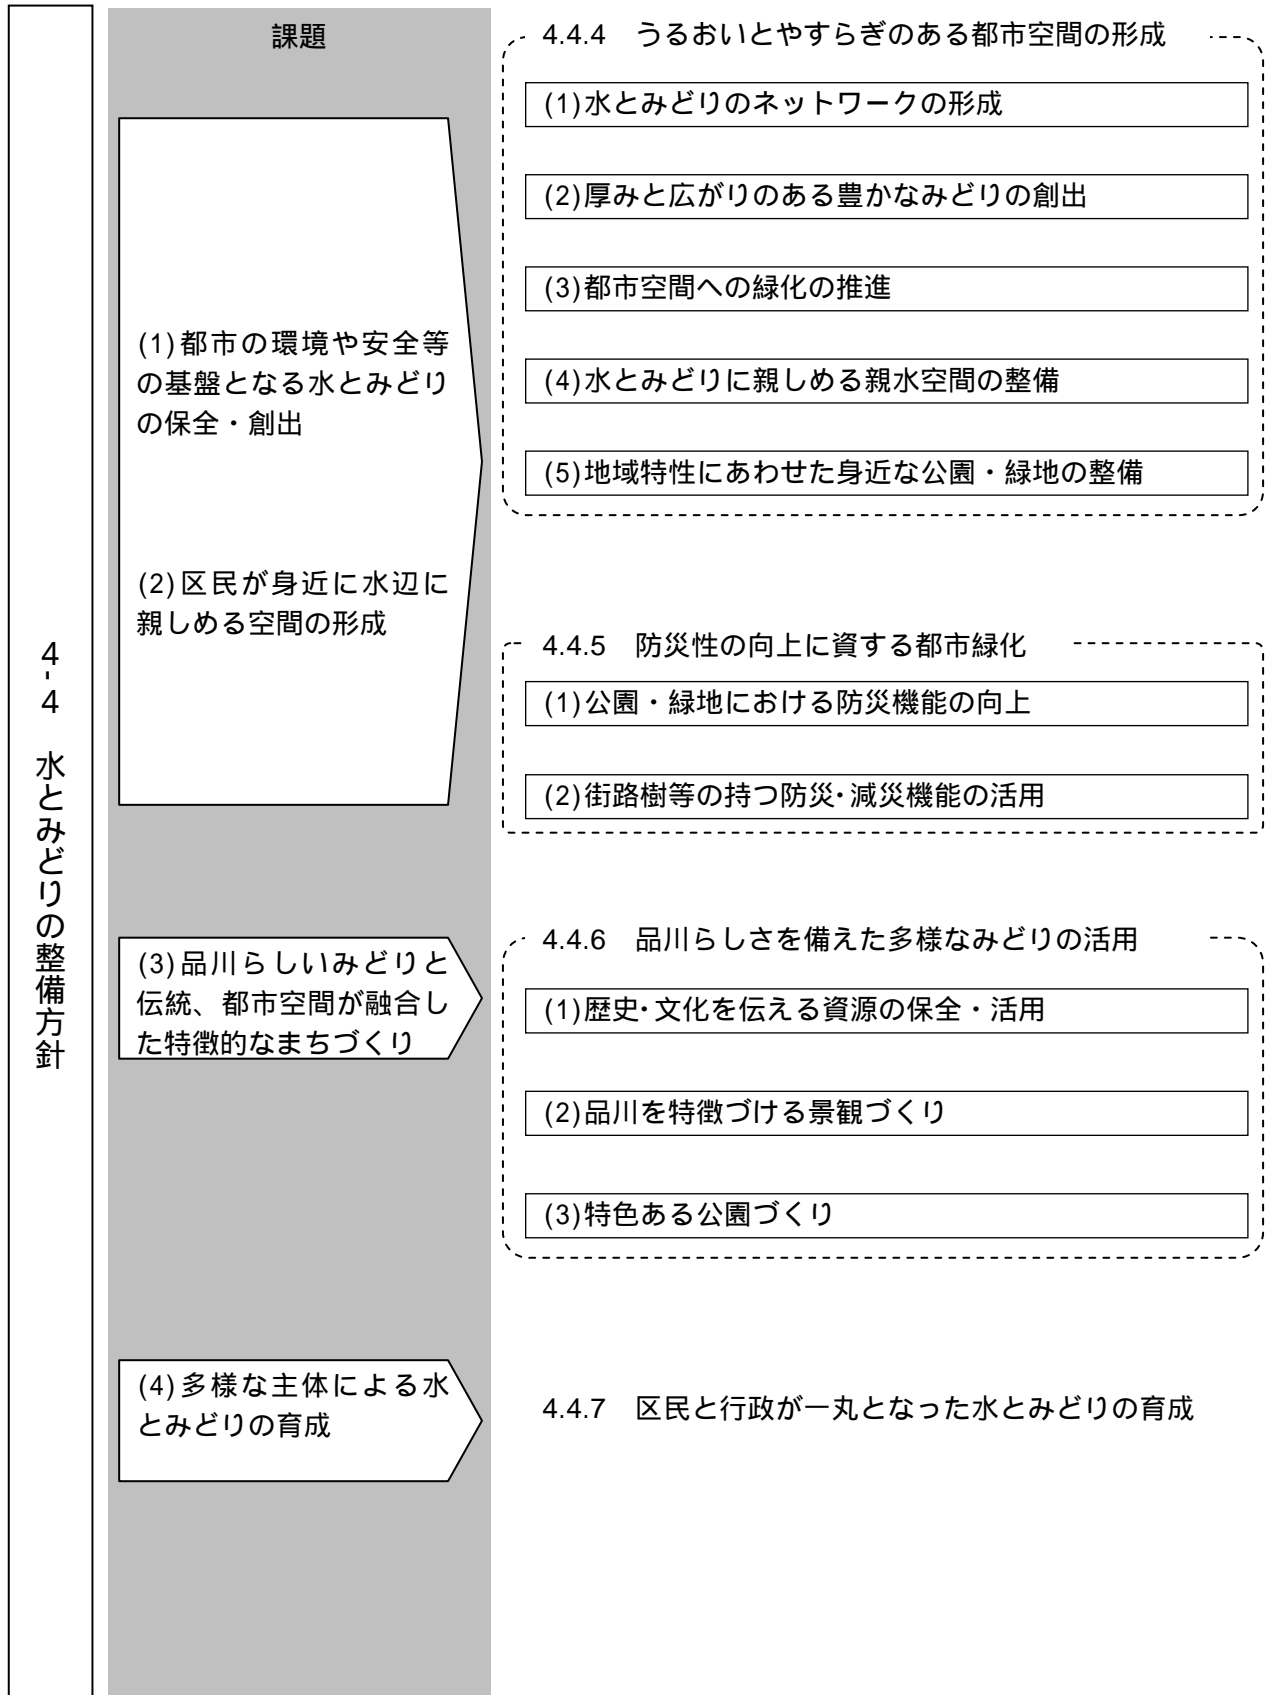 4-4 水とみどりの整備方針
課題
(1)都市の環境や安全等
の基盤となる水とみどり
の保全・創出
(2)区民が身近に水辺に
親しめる空間の形成
4.4.4 うるおいとやすらぎのある都市空間の形成
(1)水とみどりのネットワークの形成
(2)厚みと広がりのある豊かなみどりの創出
(3)都市空間への緑化の推進
(4)水とみどりに親しめる親水空間の整備
(5)地域特性にあわせた身近な公園・緑地の整備
4.4.5 防災性の向上に資する都市緑化
(1)公園・緑地における防災機能の向上
(2)街路樹等の持つ防災・減災機能の活用
(3)品川らしいみどりと
伝統、都市空間が融合し
た特徴的なまちづくり
4.4.6 品川らしさを備えた多様なみどりの活用
(1)歴史・文化を伝える資源の保全・活用
(2)品川を特徴づける景観づくり
(3)特色ある公園づくり
(4)多様な主体による水
とみどりの育成
4.4.7 区民と行政が一丸となった水とみどりの育成